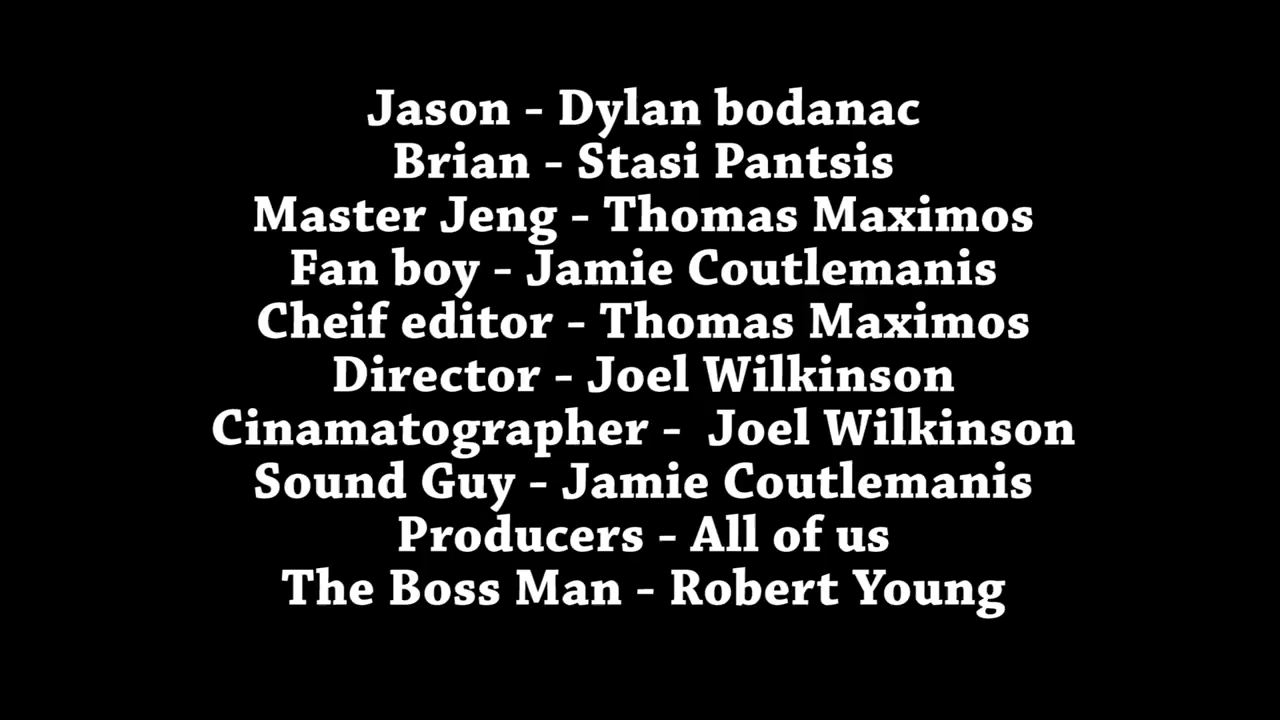 Jason - Dylan bodanac
Brian - Stasi Pantsis
Master Jeng - Thomas Maximos
Fan boy - Jamie Coutlemanis
Cheif editor - Thomas Maximos
Director - Joel Wilkinson
Cinamatographer -  Joel Wilkinson
Sound Guy - Jamie Coutlemanis
Producers - All of us
The Boss Man - Robert Young